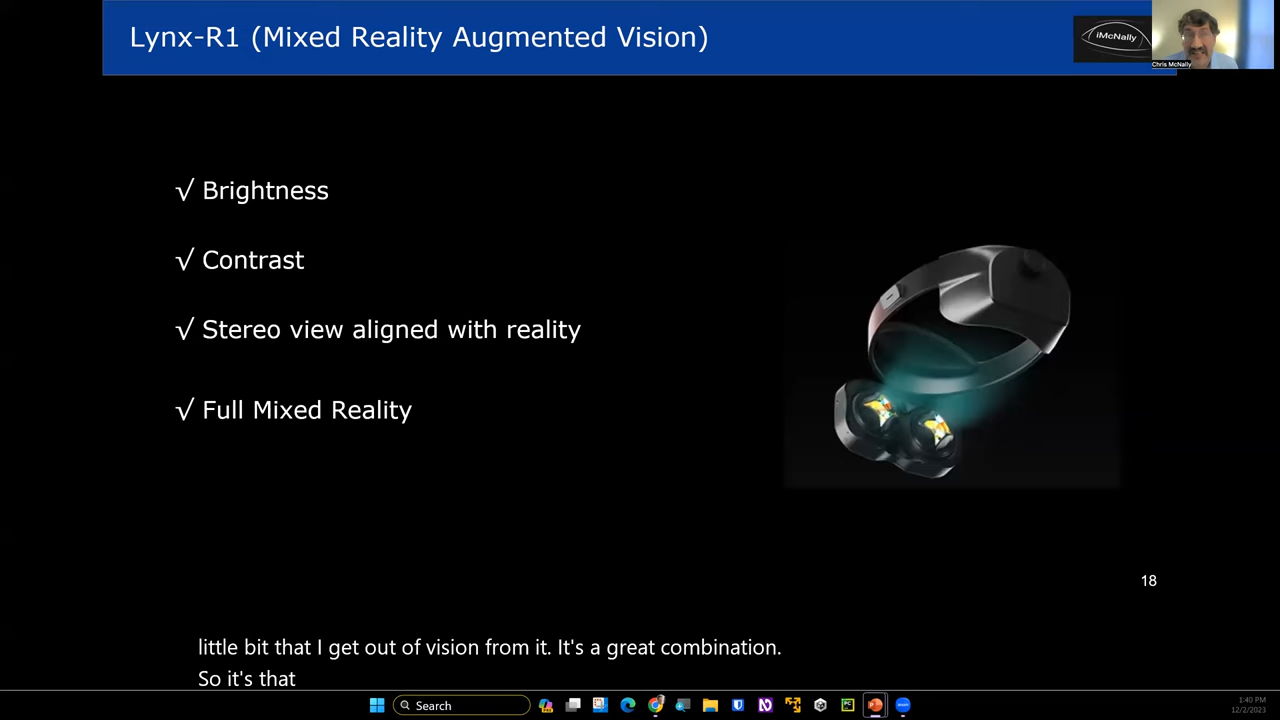 Lynx-R1 (Mixed Reality Augmented Vision)
iMcNally
Chris McNally
√ Brightness
√ Contrast
√ Stereo view aligned with reality
√ Full Mixed Reality
18
little bit that I get out of vision from it. It's a great combination.
So it's that
Search
1:40 PM
12/2/2023